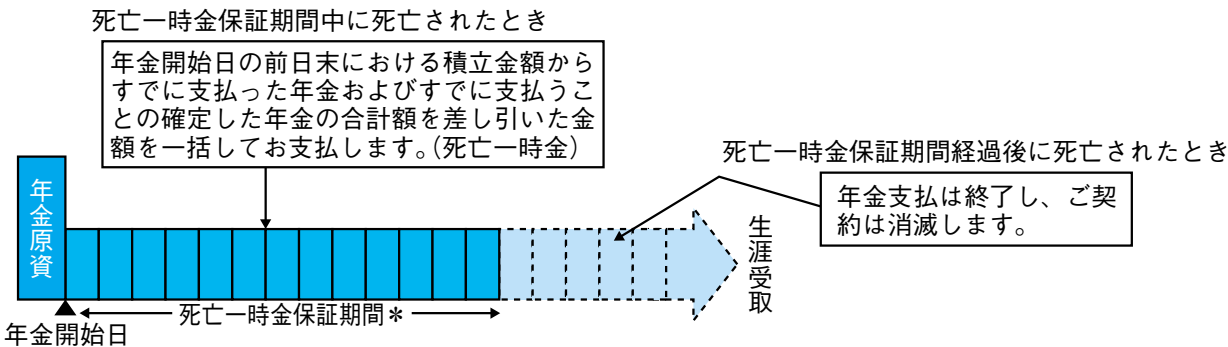 死亡一時金保証期間中に死亡されたとき
年金開始日の前日末における積立金額から
すでに支払った年金およびすでに支払うこ
との確定した年金の合計額を差し引いた金
額を一括してお支払します。(死亡一時金)
死亡一時金保証期間経過後に死亡されたとき
年金支払は終了し、ご契
約は消滅します。
年金原資
生涯受取
死亡一時金保証期間＊
年金開始日